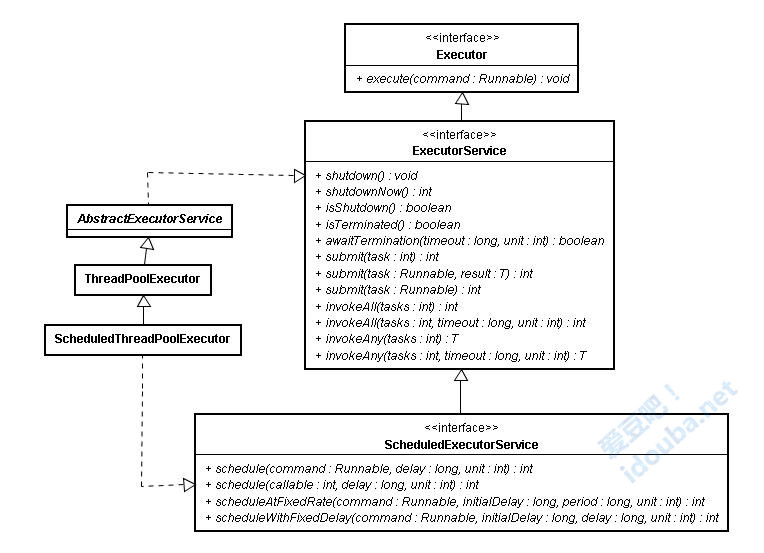 <<interface>>
Executor
+ execute(command : Runnable) : void
<<interface>>
ExecutorService
+ shutdown() : void
+ shutdownNow() : int
+ isShutdown() : boolean
+ isTerminated() : boolean
+ awaitTermination(timeout : long, unit : int) : boolean
+ submit(task : int) : int
+ submit(task : Runnable, result : T) : int
+ submit(task : Runnable) : int
+ invokeAll(tasks : int) : int
+ invokeAll(tasks : int, timeout : long, unit : int) : int
+ invokeAny(tasks : int) : T
+ invokeAny(tasks : int, timeout : long, unit : int) : T
AbstractExecutorService
ThreadPoolExecutor
ScheduledThreadPoolExecutor
<<interface>>
ScheduledExecutorService
+ schedule(command : Runnable, delay : long, unit : int) : int
+ schedule(callable : int, delay : long, unit : int) : int
+ scheduleAtFixedRate(command : Runnable, initialDelay : long, period : long, unit : int) : int
+ scheduleWithFixedDelay(command : Runnable, initialDelay : long, delay : long, unit : int) : int
爱豆吧！
idouba.net